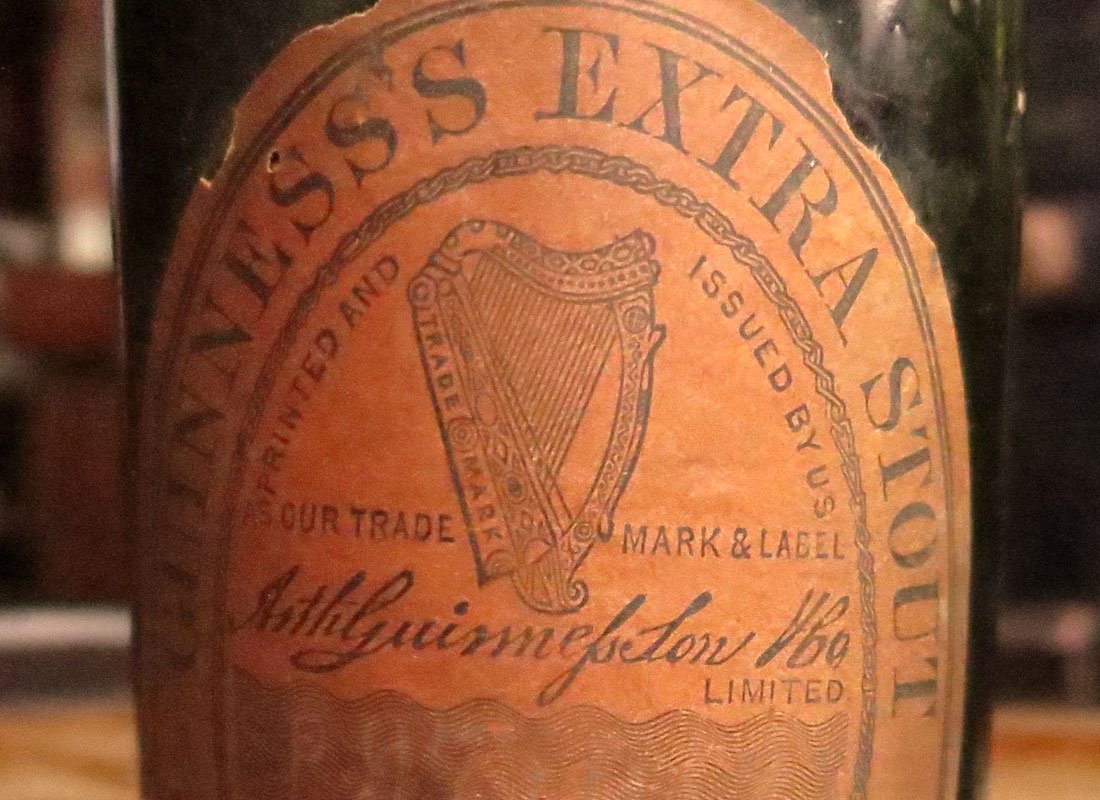 GUINNESS'S EXTRA STOUT
PRINTED AND
ISSUED BY US
TRADE MARK
AS OUR TRADE MARK & LABEL
Arthr Guinness Son & Co
LIMITED